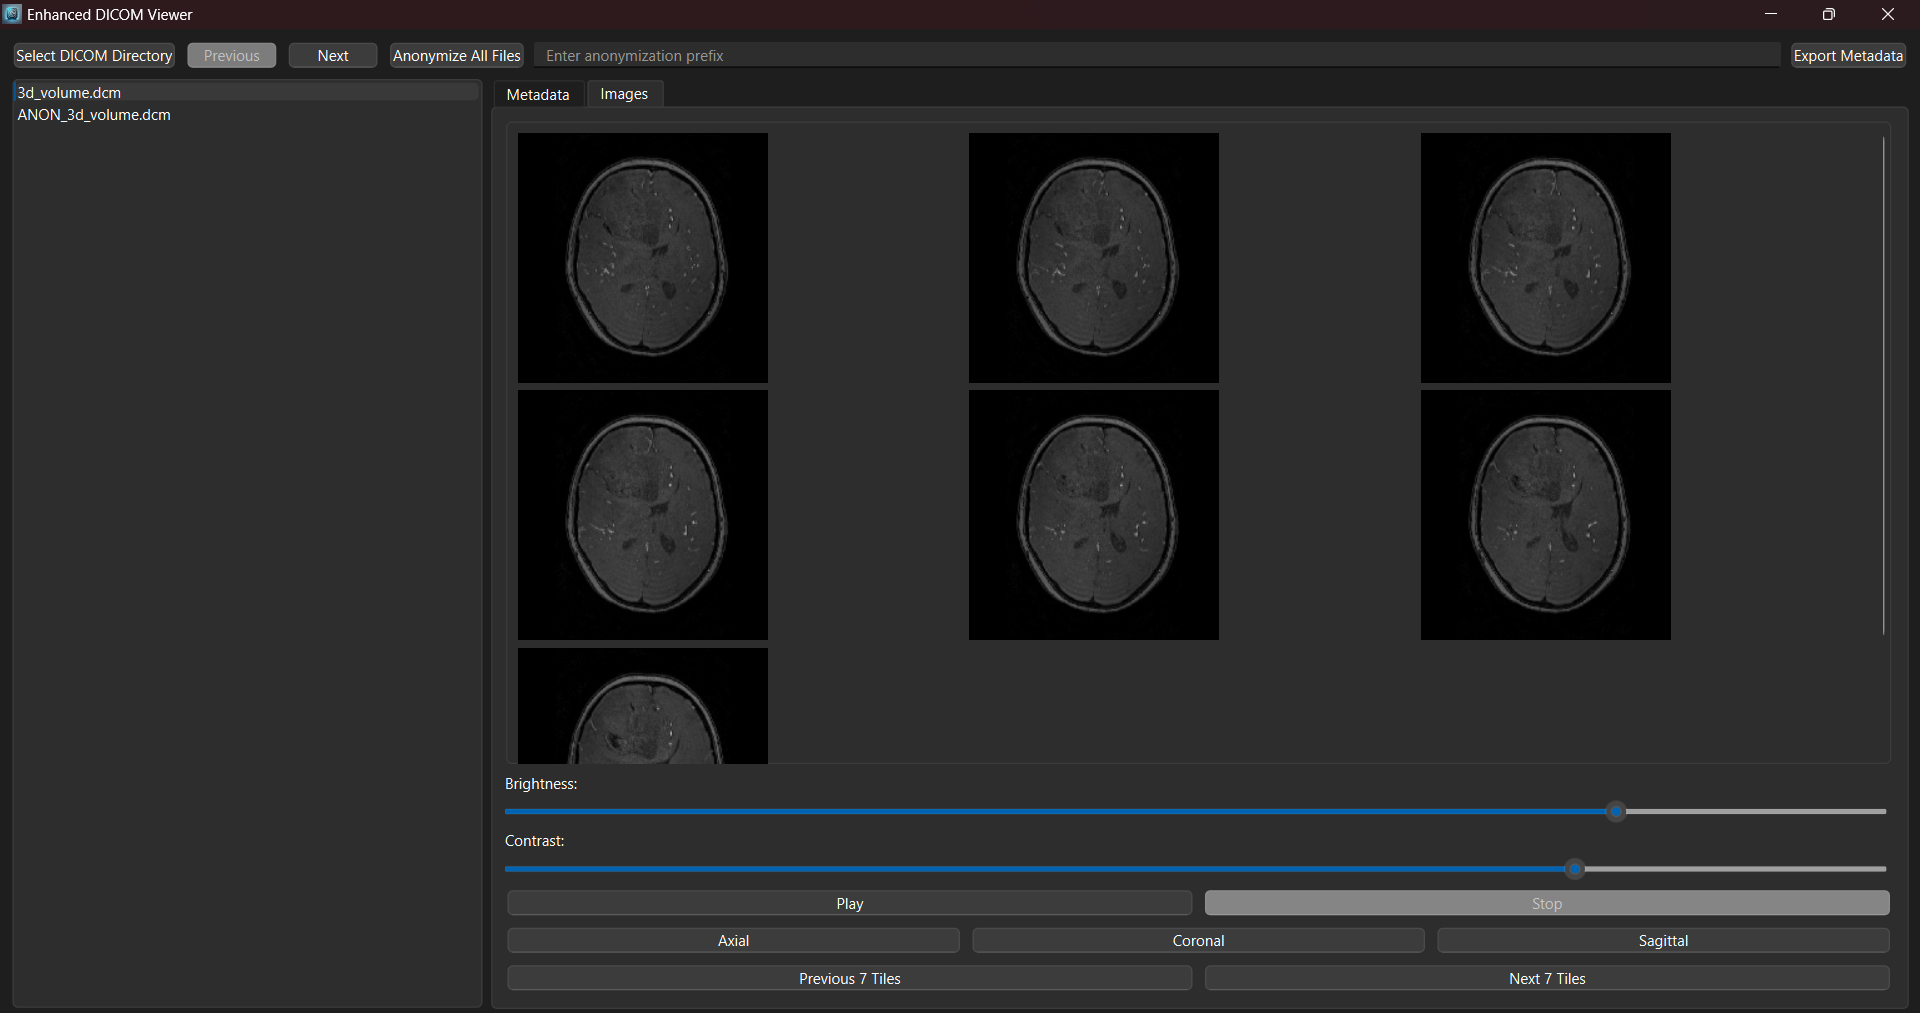 Enhanced DICOM Viewer
Select DICOM Directory Previous Next Anonymize All Files Enter anonymization prefix Export Metadata
3d_volume.dcm
ANON_3d_volume.dcm
Metadata Images
Brightness:
Contrast:
Play Stop
Axial Coronal Sagittal
Previous 7 Tiles Next 7 Tiles